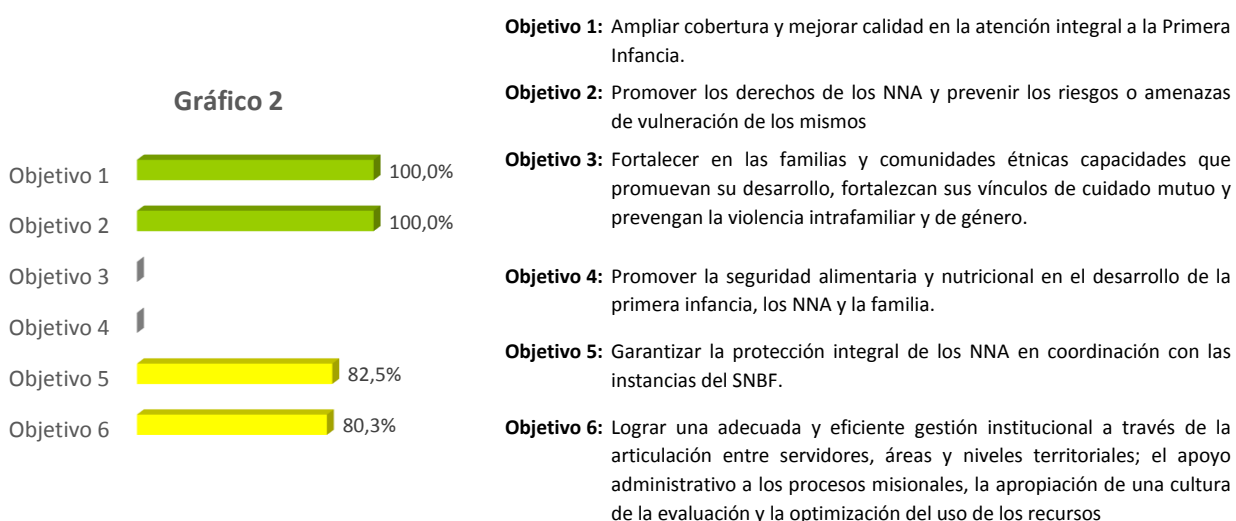 Gráfico 2
Objetivo 1
100,0%
Objetivo 2
100,0%
Objetivo 3
Objetivo 4
Objetivo 5
82,5%
Objetivo 6
80,3%
Objetivo 1: Ampliar cobertura y mejorar calidad en la atención integral a la Primera
Infancia.
Objetivo 2: Promover los derechos de los NNA y prevenir los riesgos o amenazas
de vulneración de los mismos
Objetivo 3: Fortalecer en las familias y comunidades étnicas capacidades que
promuevan su desarrollo, fortalezcan sus vínculos de cuidado mutuo y
prevengan la violencia intrafamiliar y de género.
Objetivo 4: Promover la seguridad alimentaria y nutricional en el desarrollo de la
primera infancia, los NNA y la familia.
Objetivo 5: Garantizar la protección integral de los NNA en coordinación con las
instancias del SNBF.
Objetivo 6: Lograr una adecuada y eficiente gestión institucional a través de la
articulación entre servidores, áreas y niveles territoriales; el apoyo
administrativo a los procesos misionales, la apropiación de una cultura
de la evaluación y la optimización del uso de los recursos